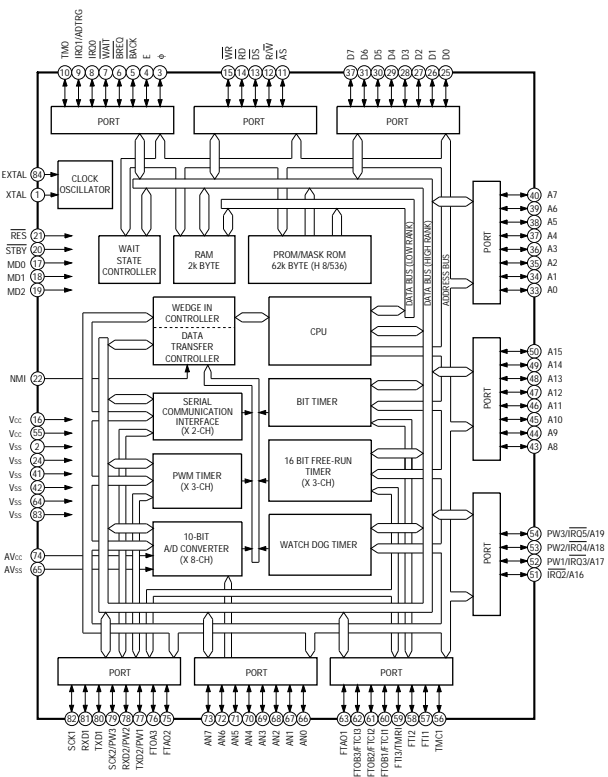 TMO
IRQ1/ADTRG
IRQ0
WAIT
BREQ
BACK
E
φ
10
9
8
7
6
5
4
3
WR
RD
DS
R/W
AS
15
14
13
12
11
D7
D6
D5
D4
D3
D2
D1
D0
37
31
30
29
28
27
26
25
PORT
PORT
PORT
EXTAL
84
XTAL
1
CLOCK
OSCILLATOR
RES
21
STBY
20
MD0
17
MD1
18
MD2
19
WAIT
STATE
CONTROLLER
RAM
2k BYTE
PROM/MASK ROM
62k BYTE (H 8/536)
DATA BUS (LOW RANK)
DATA BUS (HIGH RANK)
ADDRESS BUS
PORT
40
A7
39
A6
38
A5
37
A4
36
A3
35
A2
34
A1
33
A0
WEDGE IN
CONTROLLER
DATA
TRANSFER
CONTROLLER
CPU
NMI
22
SERIAL
COMMUNICATION
INTERFACE
(X 2-CH)
BIT TIMER
PORT
50
A15
49
A14
48
A13
47
A12
46
A11
45
A10
44
A9
43
A8
Vcc
16
Vcc
55
Vss
2
Vss
24
Vss
41
Vss
42
Vss
64
Vss
83
PWM TIMER
(X 3-CH)
16 BIT FREE-RUN
TIMER
(X 3-CH)
AVcc
74
AVss
65
10-BIT
A/D CONVERTER
(X 8-CH)
WATCH DOG TIMER
PORT
54
PW3/IRQ5/A19
53
PW2/IRQ4/A18
52
PW1/IRQ3/A17
51
IRQ2/A16
PORT
PORT
PORT
82
81
80
79
78
77
76
75
SCK1
RXD1
TXD1
SCK2/PW3
RXD2/PW2
TXD2/PW1
FTOA3
FTAO2
73
72
71
70
69
68
67
66
AN7
AN6
AN5
AN4
AN3
AN2
AN1
AN0
63
62
61
60
59
58
57
56
FTAO1
FTOB3/FTCI3
FTOB2/FTCI2
FTOB1/FTCI1
FTI3/TMRI
FTI2
FTI1
TMC1